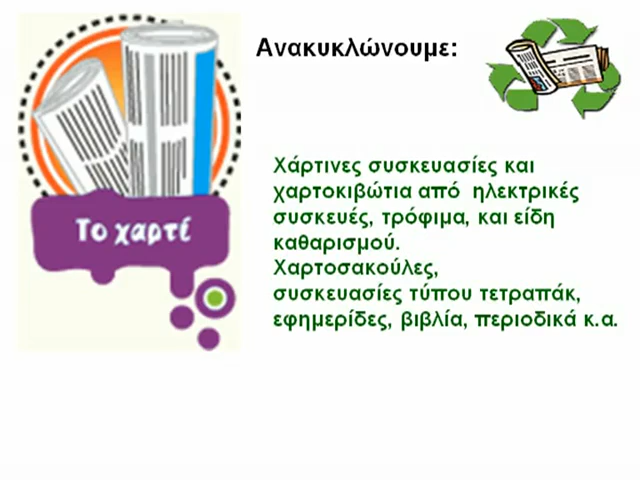 Ανακυκλώνουμε:
Το χαρτί
Χάρτινες συσκευασίες και
χαρτοκιβώτια από ηλεκτρικές
συσκευές, τρόφιμα, και είδη
καθαρισμού.
Χαρτοσακούλες,
συσκευασίες τύπου τετραπάκ,
εφημερίδες, βιβλία, περιοδικά κ.α.